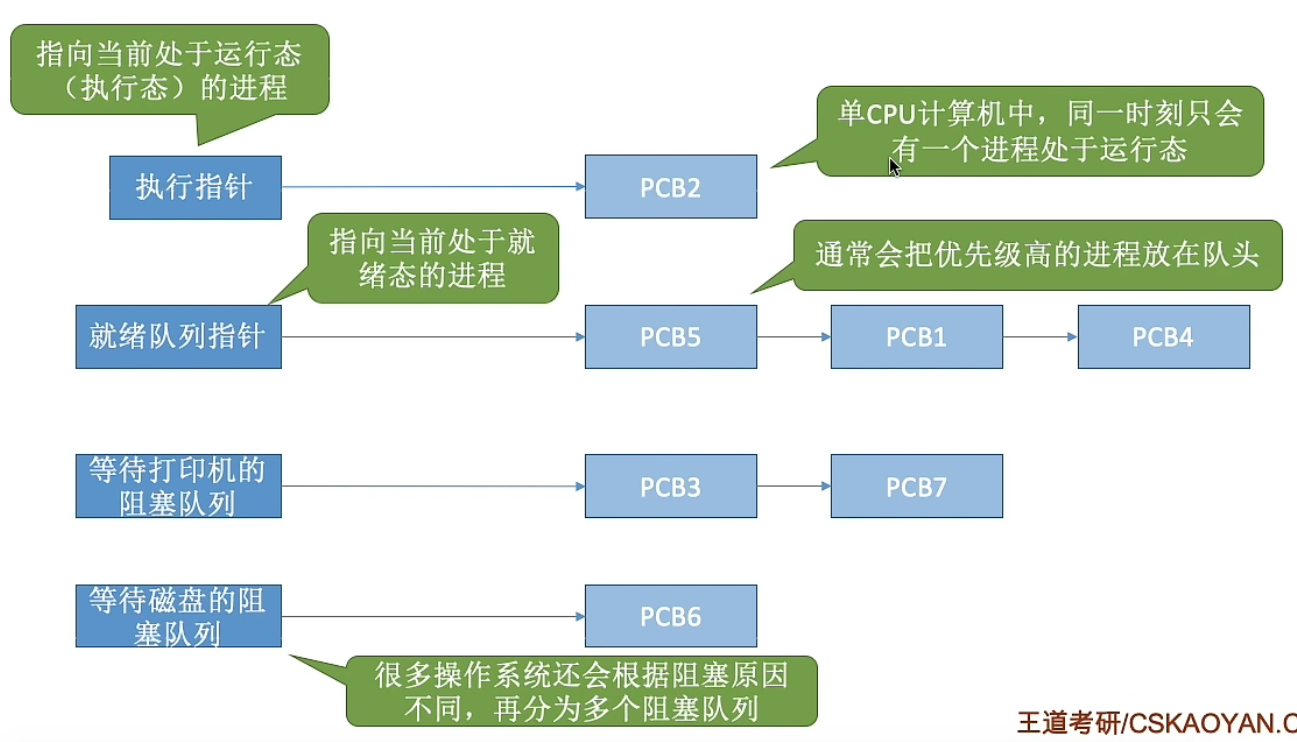 指向当前处于运行态
（执行态）的进程
单CPU计算机中，同一时刻只会
有一个进程处于运行态
执行指针
PCB2
指向当前处于就
绪态的进程
通常会把优先级高的进程放在队头
就绪队列指针
PCB5
PCB1
PCB4
等待打印机的
阻塞队列
PCB3
PCB7
等待磁盘的阻
塞队列
PCB6
很多操作系统还会根据阻塞原因
不同，再分为多个阻塞队列
王道考研/CSKAOYAN.C